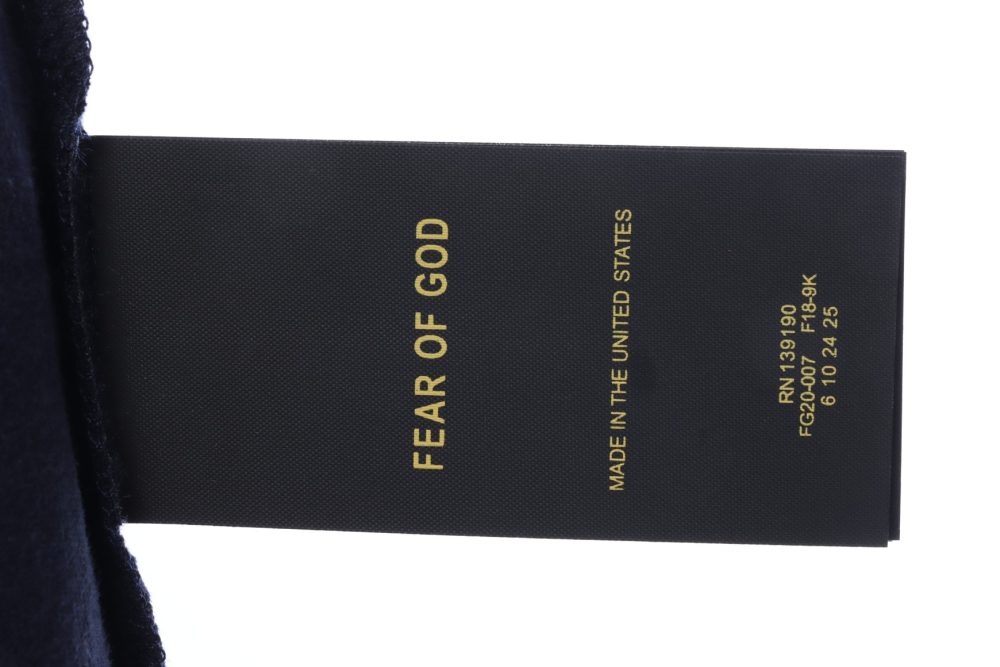 FEAR OF GOD
MADE IN THE UNITED STATES
RN 139190
FG20-007 F18-9K
6 10 24 25